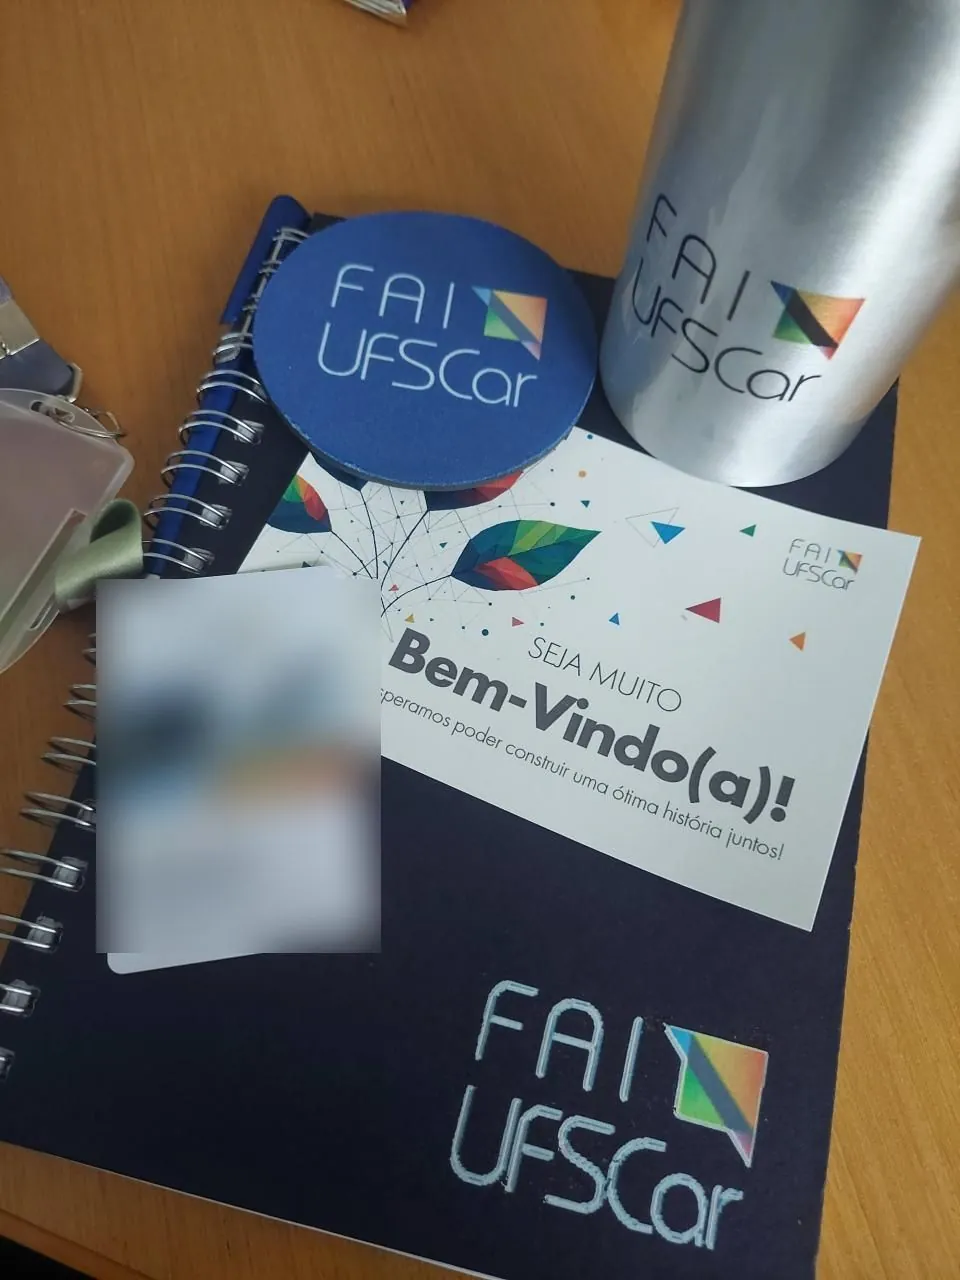 FAI
UFSCar
FAI
UFSCar
FAI
UFSCar
SEJA MUITO
Bem-Vindo(a)!
speramos poder construir uma ótima história juntos!
FAI
UFSCar